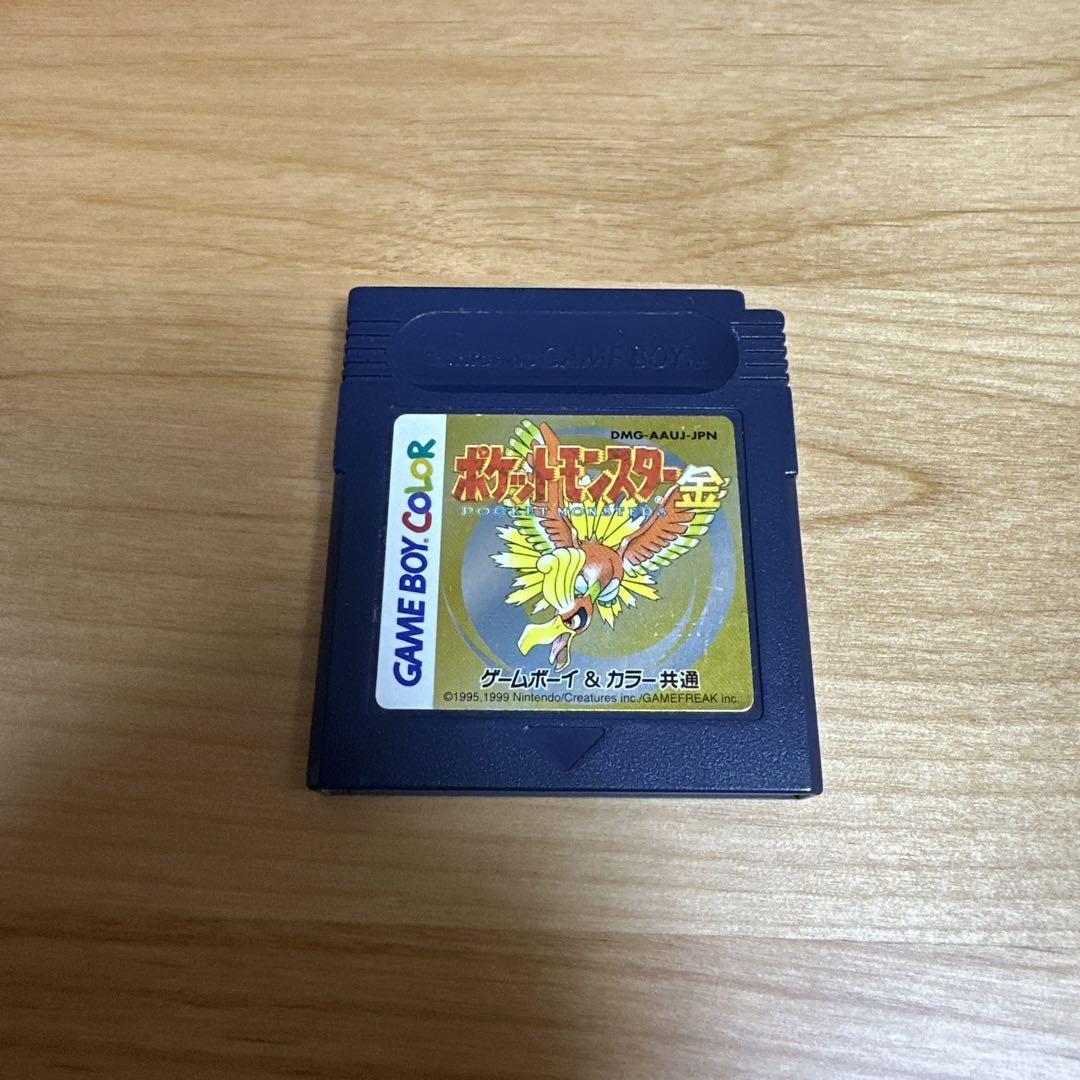 Nintendo GAME BOY
DMG-AAUJ-JPN
ポケットモンスター金
POCKET MONSTERS
GAME BOY COLOR
ゲームボーイ & カラー共通
©1995,1999 Nintendo/Creatures inc./GAMEFREAK inc.